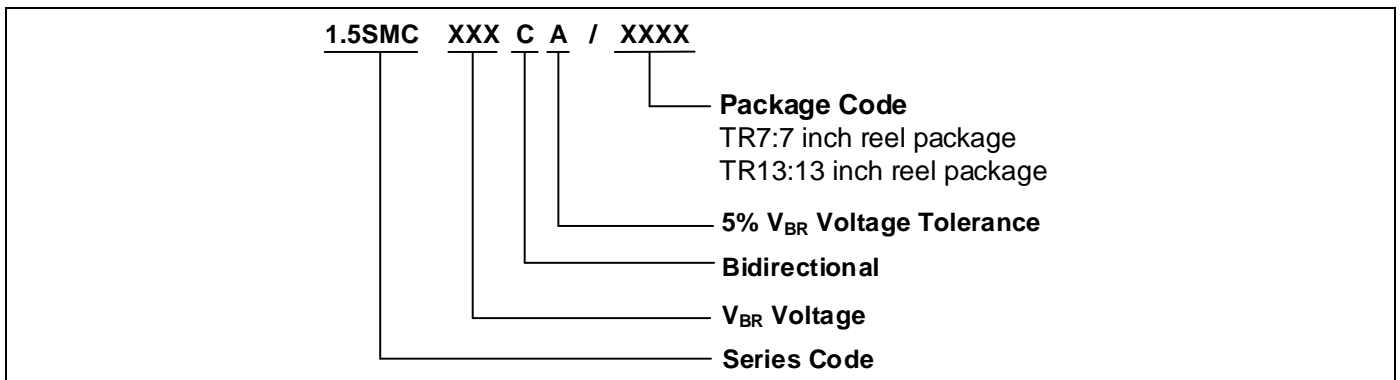 1.5SMC XXX C A / XXXX
Package Code
TR7:7 inch reel package
TR13:13 inch reel package
5% VBR Voltage Tolerance
Bidirectional
VBR Voltage
Series Code